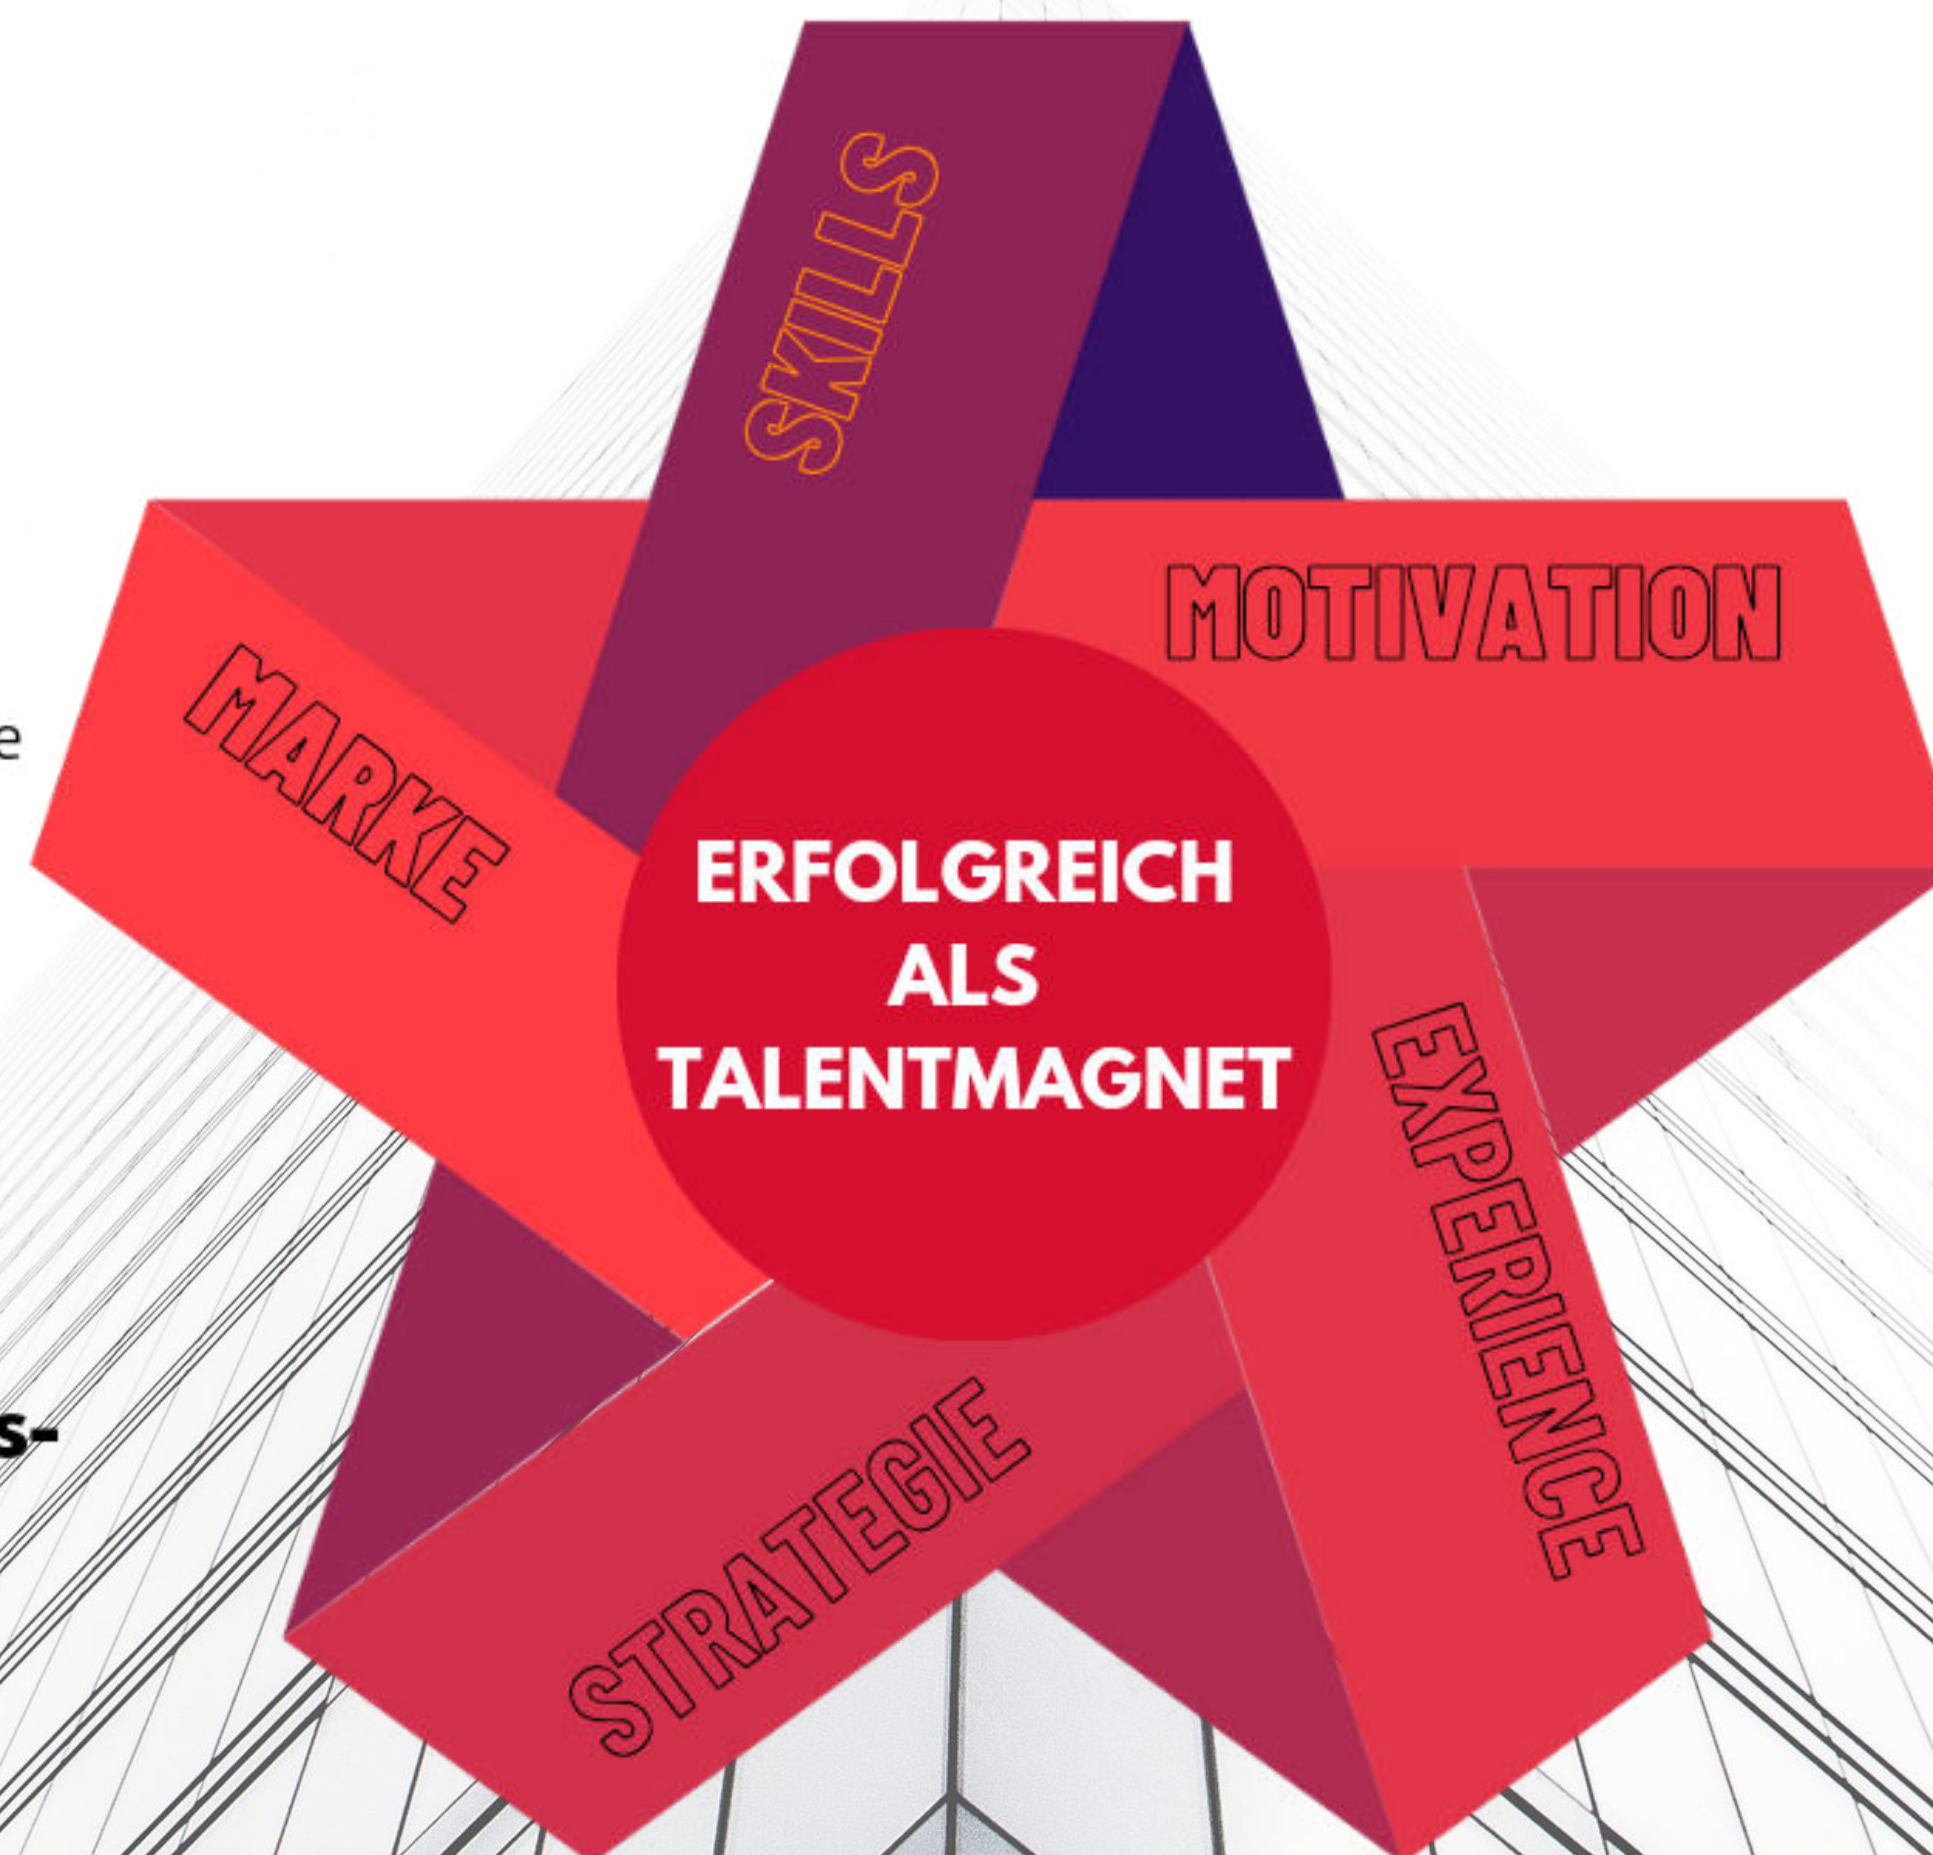 SKILLS
MOTIVATION
MARKE
e
ERFOLGREICH
ALS
TALENTMAGNET
EXPERIENCE
s-
STRATEGIE